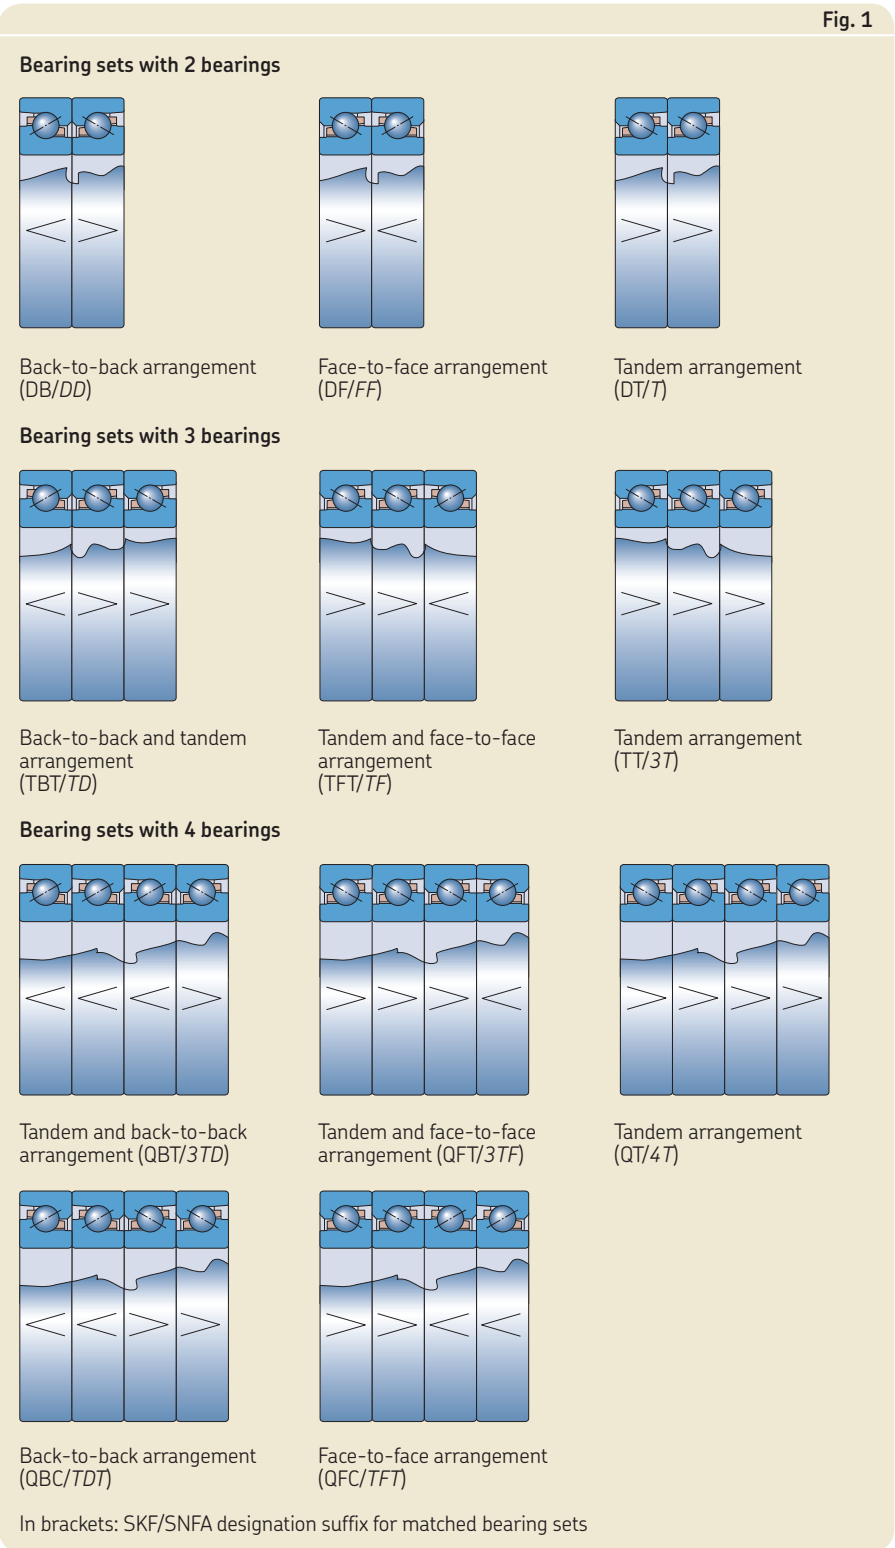 Fig. 1
Bearing sets with 2 bearings
Back-to-back arrangement
(DB/DD)
Face-to-face arrangement
(DF/FF)
Tandem arrangement
(DT/T)
Bearing sets with 3 bearings
Back-to-back and tandem
arrangement
(TBT/TD)
Tandem and face-to-face
arrangement
(TFT/TF)
Tandem arrangement
(TT/3T)
Bearing sets with 4 bearings
Tandem and back-to-back
arrangement (QBT/3TD)
Tandem and face-to-face
arrangement (QFT/3TF)
Tandem arrangement
(QT/4T)
Back-to-back arrangement
(QBC/TDT)
Face-to-face arrangement
(QFC/TFT)
In brackets: SKF/SNFA designation suffix for matched bearing sets